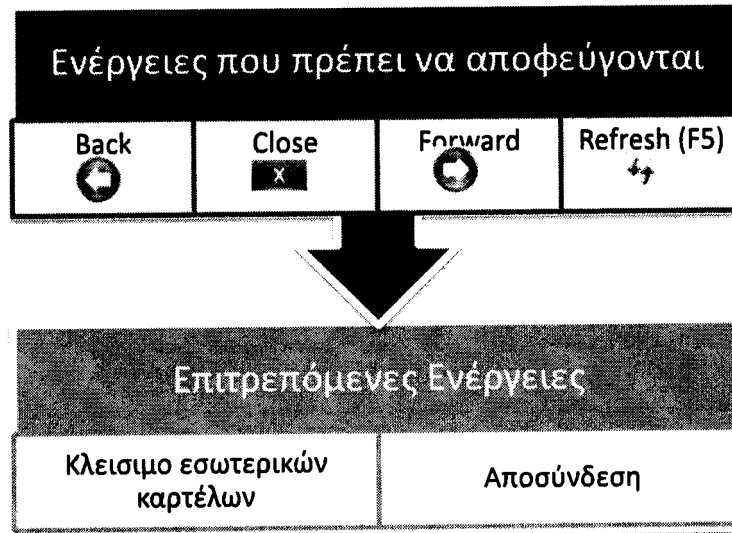 Ενέργειες που πρέπει να αποφεύγονται
Back Close Forward Refresh (F5)
X
Επιτρεπόμενες Ενέργειες
Κλεισιμο εσωτερικών
καρτέλων
Αποσύνδεση